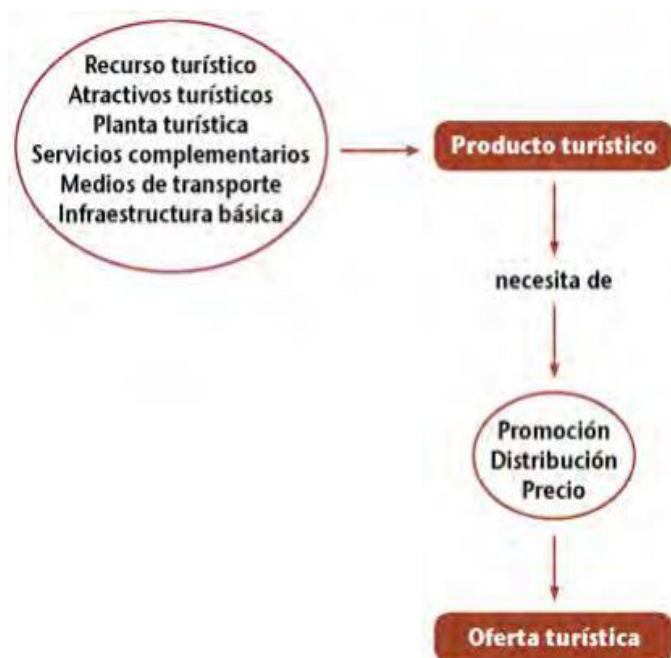 Recurso turístico
Atractivos turísticos
Planta turística
Servicios complementarios
Medios de transporte
Infraestructura básica
Producto turístico
necesita de
Promoción
Distribución
Precio
Oferta turística